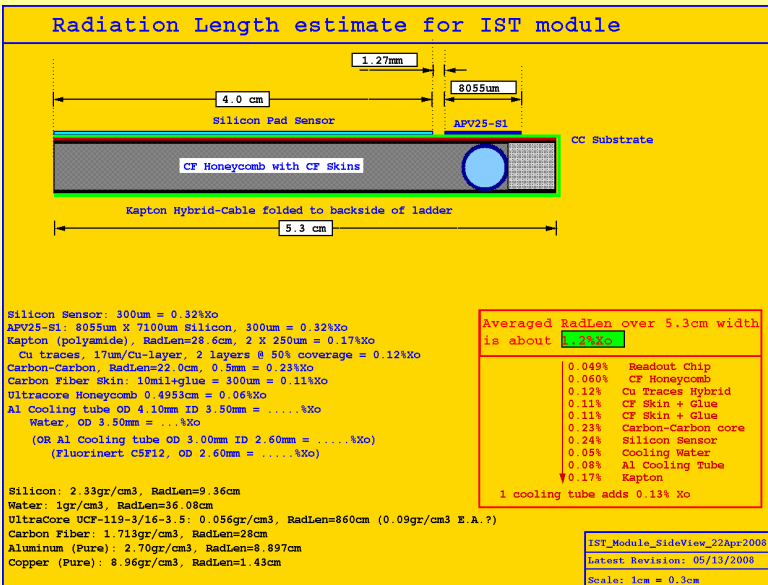 Radiation Length estimate for IST module
1.27mm
8055um
4.0 cm
Silicon Pad Sensor
APV25-S1
CC Substrate
CF Honeycomb with CF Skins
Kapton Hybrid-Cable folded to backside of ladder
5.3 cm
Silicon Sensor: 300um = 0.32%Xo
APV25-S1: 8055um X 7100um Silicon, 300um = 0.32%Xo
Kapton (polyamide), RadLen=28.6cm, 2 X 250um = 0.17%Xo
Cu traces, 17um/Cu-layer, 2 layers @ 50% coverage = 0.12%Xo
Carbon-Carbon, RadLen=22.0cm, 0.5mm = 0.23%Xo
Carbon Fiber Skin: 10mil+glue = 300um = 0.11%Xo
Ultracore Honeycomb 0.4953cm = 0.06%Xo
Al Cooling tube OD 4.10mm ID 3.50mm = .....%Xo
Water, OD 3.50mm = ...%Xo
(OR Al Cooling tube OD 3.00mm ID 2.60mm = .....%Xo)
(Fluorinert C5F12, OD 2.60mm = .....%Xo)
Silicon: 2.33gr/cm3, RadLen=9.36cm
Water: 1gr/cm3, RadLen=36.08cm
UltraCore UCF-119-3/16-3.5: 0.056gr/cm3, RadLen=860cm (0.09gr/cm3 E.A.?)
Carbon Fiber: 1.713gr/cm3, RadLen=28cm
Aluminum (Pure): 2.70gr/cm3, RadLen=8.897cm
Copper (Pure): 8.96gr/cm3, RadLen=1.43cm
Averaged RadLen over 5.3cm width
is about 1.2%Xo
0.049% Readout Chip
0.060% CF Honeycomb
0.12% Cu Traces Hybrid
0.11% CF Skin + Glue
0.11% CF Skin + Glue
0.23% Carbon-Carbon core
0.24% Silicon Sensor
0.05% Cooling Water
0.08% Al Cooling Tube
0.17% Kapton
1 cooling tube adds 0.13% Xo
IST_Module_SideView_22Apr2008
Latest Revision: 05/13/2008
Scale: 1cm = 0.3cm